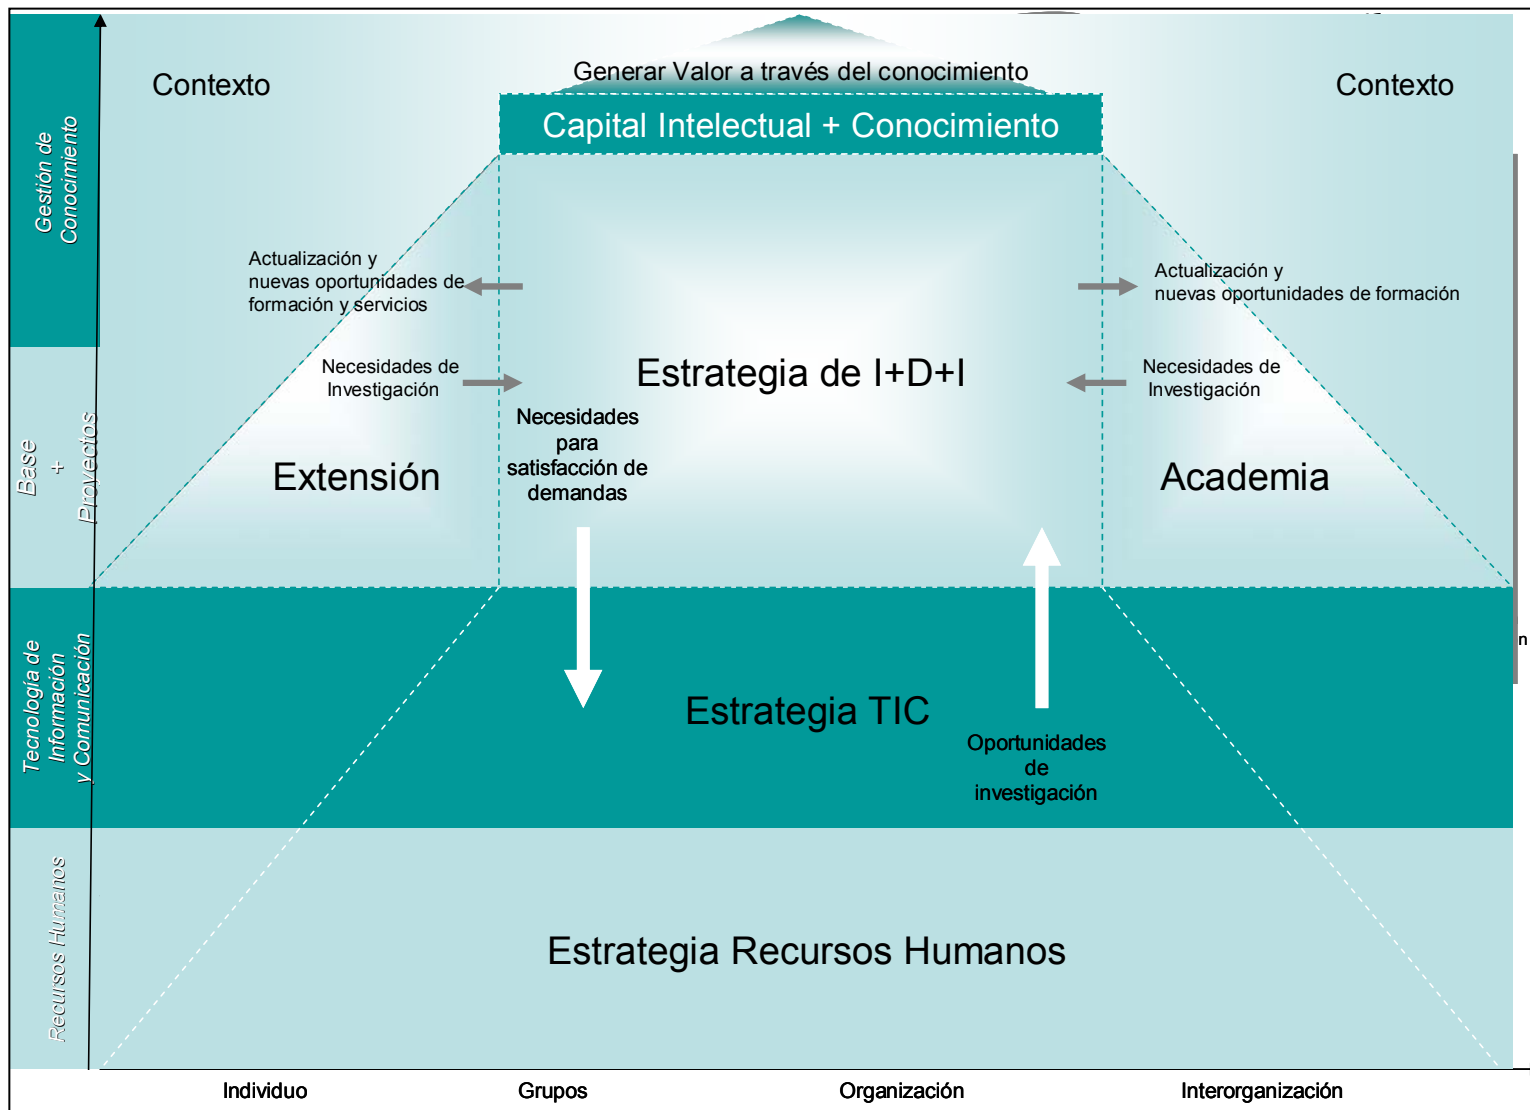 Generar Valor a través del conocimiento
Contexto
Contexto
Capital Intelectual + Conocimiento
Gestión de
Conocimiento
Actualización y
nuevas oportunidades de
formación y servicios
Actualización y
nuevas oportunidades de formación
Necesidades de
Investigación
Estrategia de I+D+I
Necesidades de
Investigación
Necesidades
para
satisfacción de
demandas
Base
+
Proyectos
Extensión
Academia
Tecnología de
Información
y Comunicación
n
Estrategia TIC
Oportunidades
de
investigación
Recursos Humanos
Estrategia Recursos Humanos
Individuo
Grupos
Organización
Interorganización